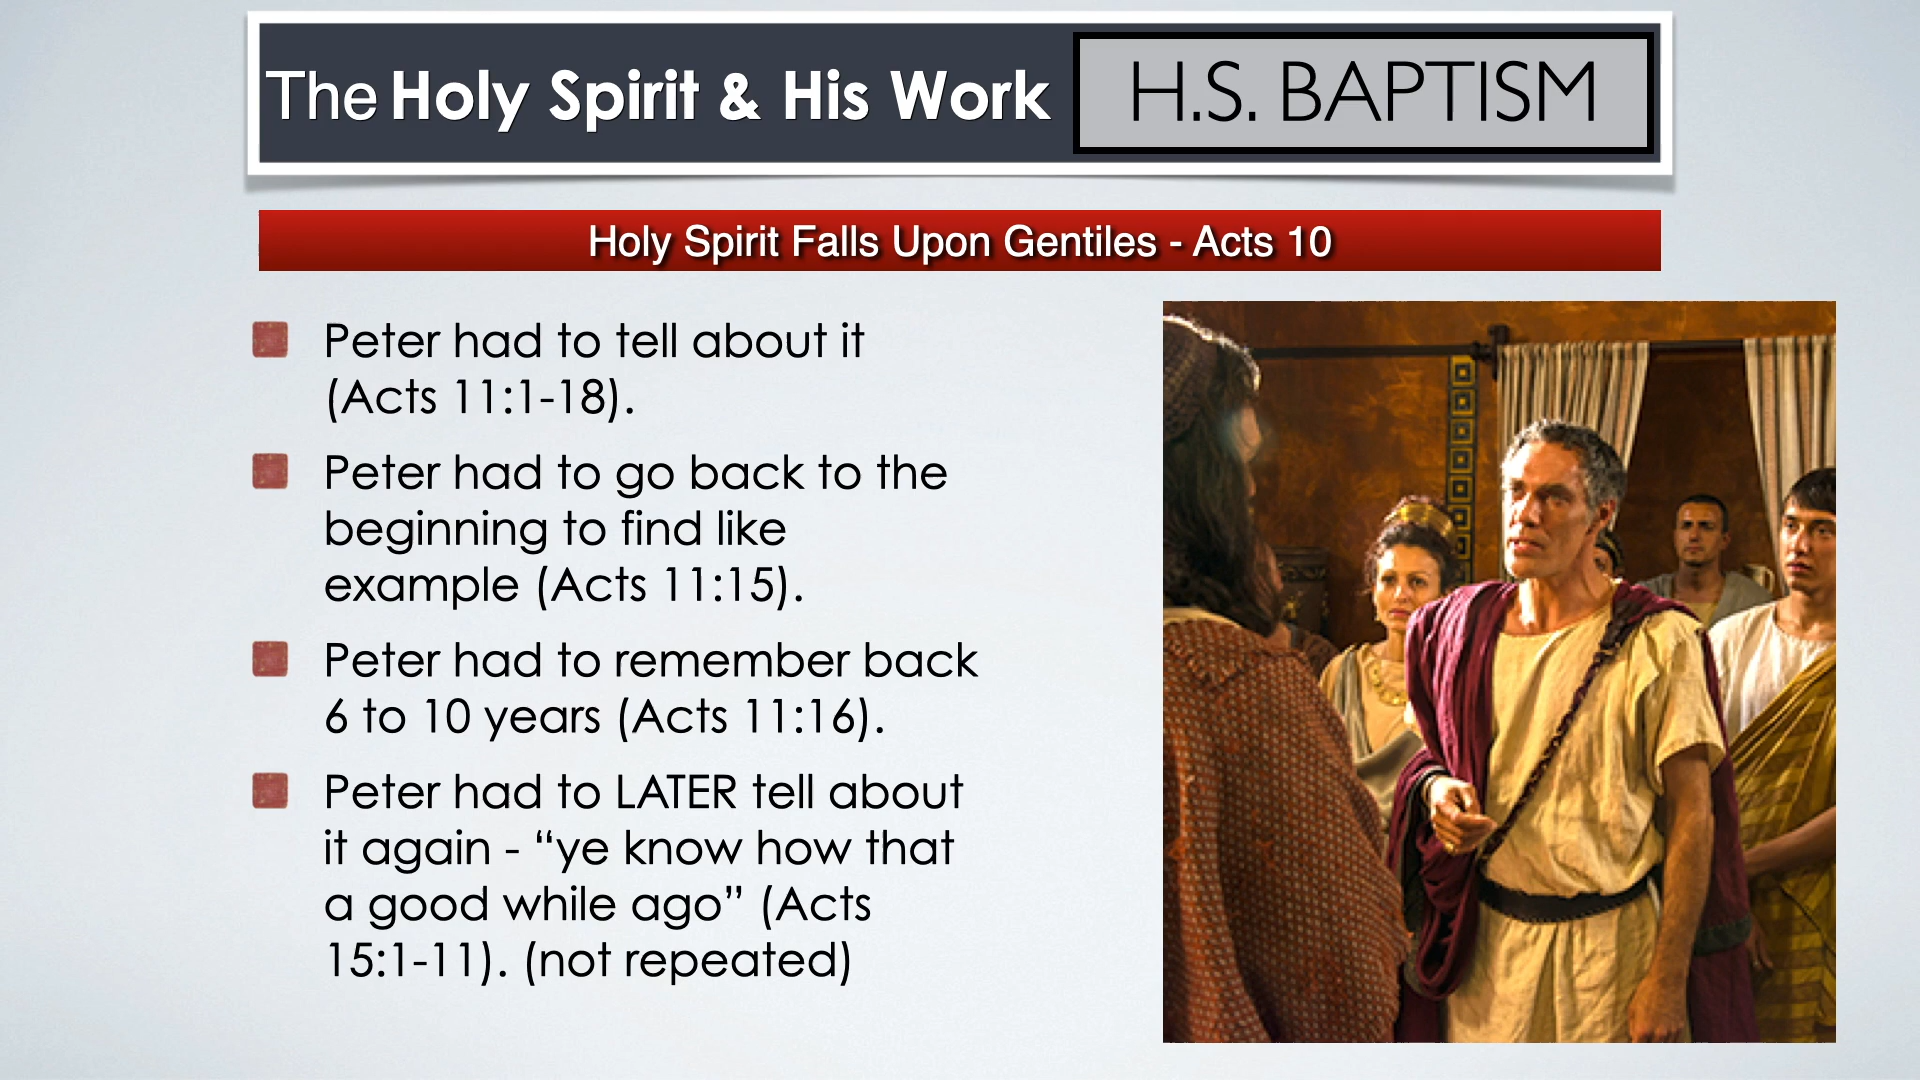 The Holy Spirit & His Work
H.S. BAPTISM
Holy Spirit Falls Upon Gentiles - Acts 10
Peter had to tell about it
(Acts 11:1-18).
Peter had to go back to the
beginning to find like
example (Acts 11:15).
Peter had to remember back
6 to 10 years (Acts 11:16).
Peter had to LATER tell about
it again - “ye know how that
a good while ago” (Acts
15:1-11). (not repeated)